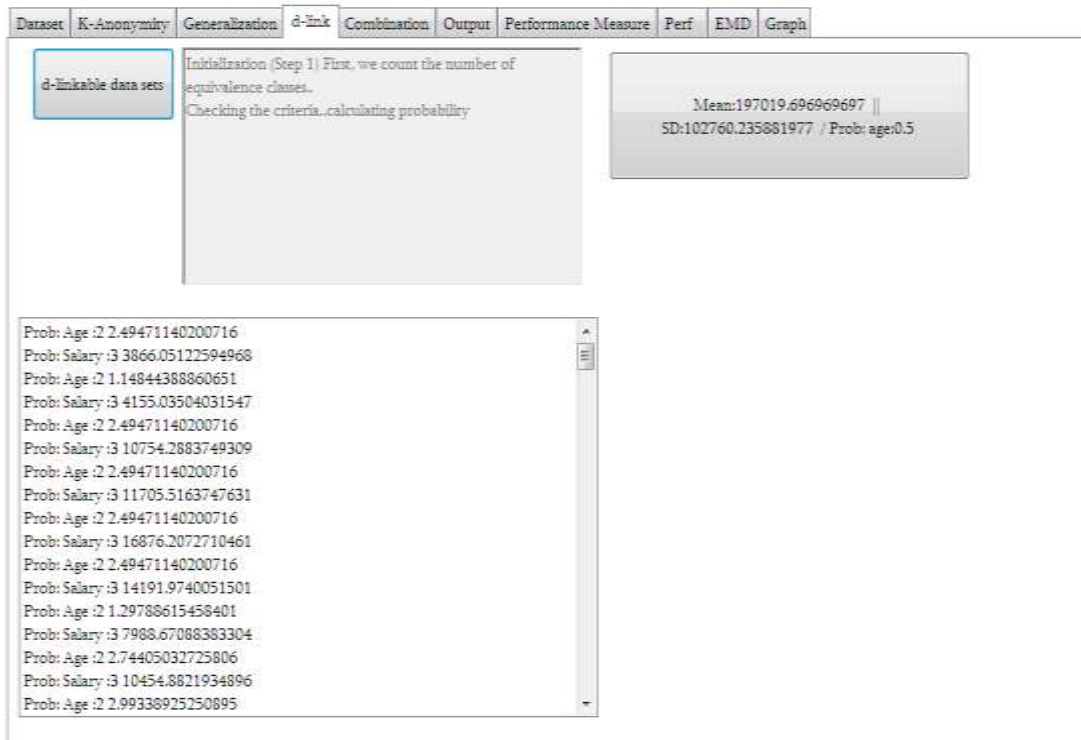 Dataset K-Anonymity Generalization d-link Combination Output Performance Measure Perf EMD Graph
d-linkable data sets
Initialization (Step 1) First, we count the number of
equivalence classes..
Checking the criteria..calculating probability
Mean:197019.696969697 ||
SD:102760.235881977 / Prob: age:0.5
Prob: Age :2 2.49471140200716
Prob: Salary :3 3866.05122594968
Prob: Age :2 1.14844388860651
Prob: Salary :3 4155.03504031547
Prob: Age :2 2.49471140200716
Prob: Salary :3 10754.2883749309
Prob: Age :2 2.49471140200716
Prob: Salary :3 11705.5163747631
Prob: Age :2 2.49471140200716
Prob: Salary :3 16876.2072710461
Prob: Age :2 2.49471140200716
Prob: Salary :3 14191.9740051501
Prob: Age :2 1.29788615458401
Prob: Salary :3 7988.67088383304
Prob: Age :2 2.74405032725806
Prob: Salary :3 10454.8821934896
Prob: Age :2 2.99338925250895